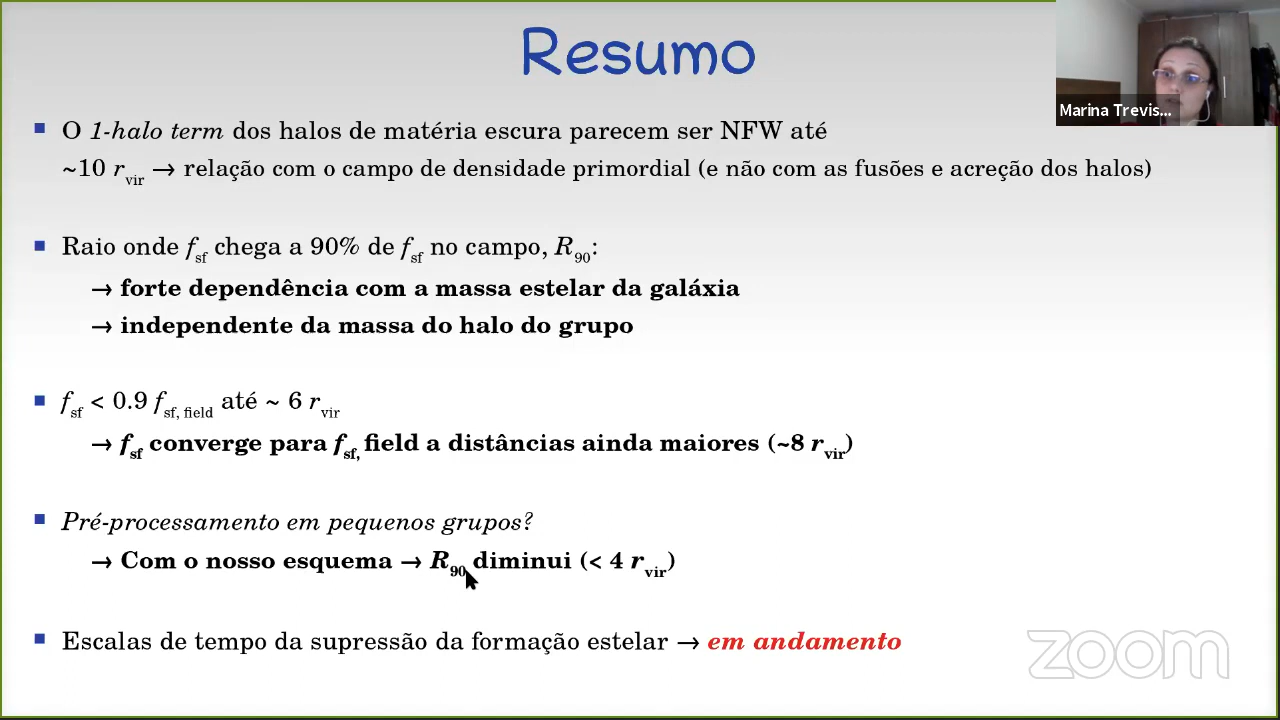 Resumo
Marina Trevis...
O 1-halo term dos halos de matéria escura parecem ser NFW até
~10 rvir → relação com o campo de densidade primordial (e não com as fusões e acreção dos halos)
Raio onde fsf chega a 90% de fsf no campo, R90:
→ forte dependência com a massa estelar da galáxia
→ independente da massa do halo do grupo
fsf < 0.9 fsf, field até ~ 6 rvir
→ fsf converge para fsf, field a distâncias ainda maiores (~8 rvir)
Pré-processamento em pequenos grupos?
→ Com o nosso esquema → R90 diminui (< 4 rvir)
Escalas de tempo da supressão da formação estelar → em andamento
zoom